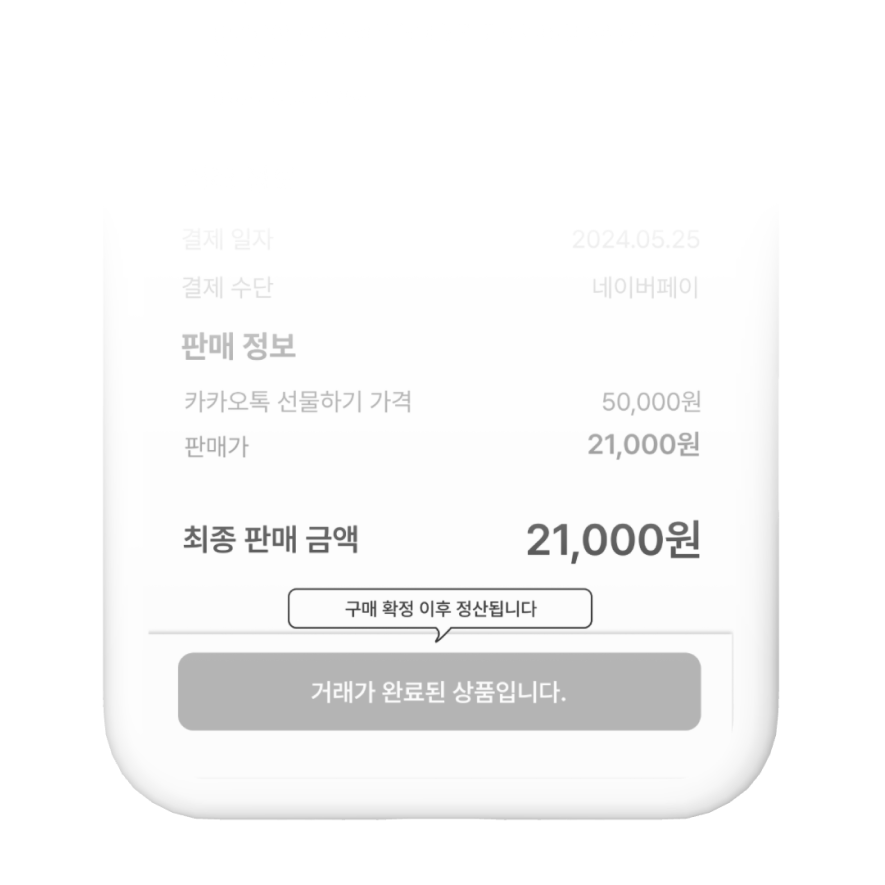 결제 일자 2024.05.25
결제 수단 네이버페이
판매 정보
카카오톡 선물하기 가격 50,000원
판매가 21,000원
최종 판매 금액 21,000원
구매 확정 이후 정산됩니다
거래가 완료된 상품입니다.